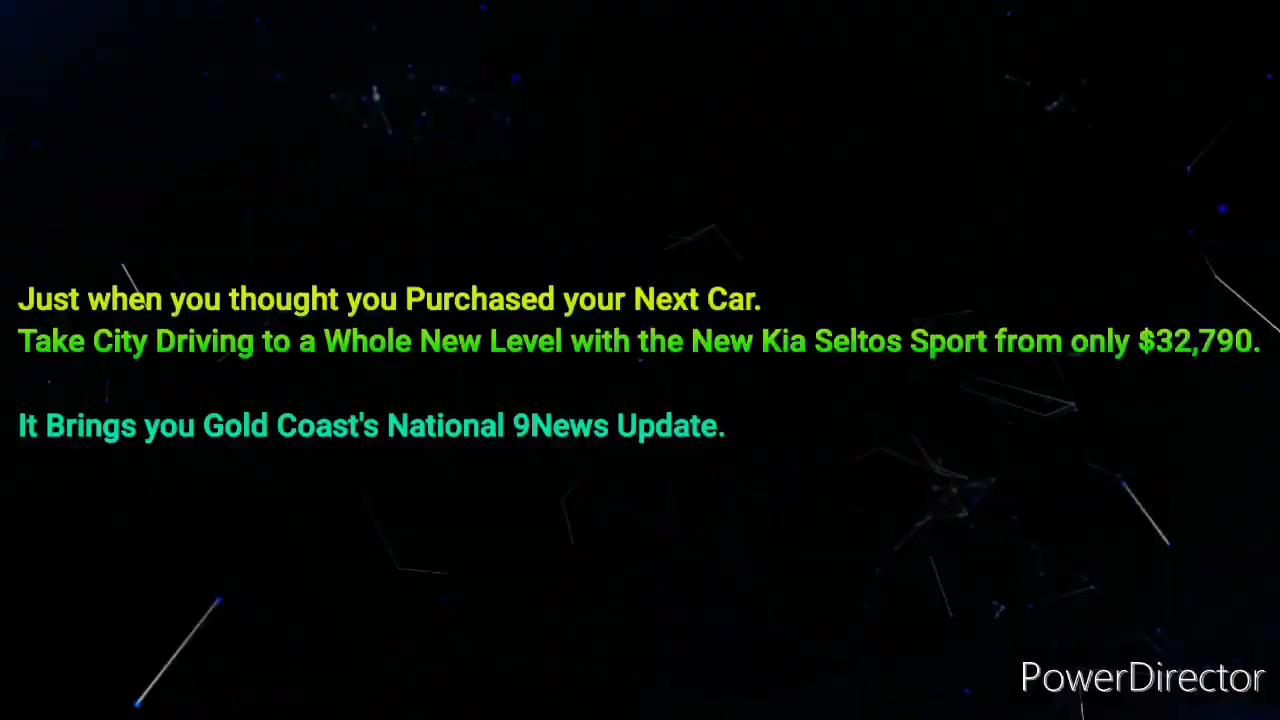 Just when you thought you Purchased your Next Car.
Take City Driving to a Whole New Level with the New Kia Seltos Sport from only $32,790.
It Brings you Gold Coast's National 9News Update.
PowerDirector